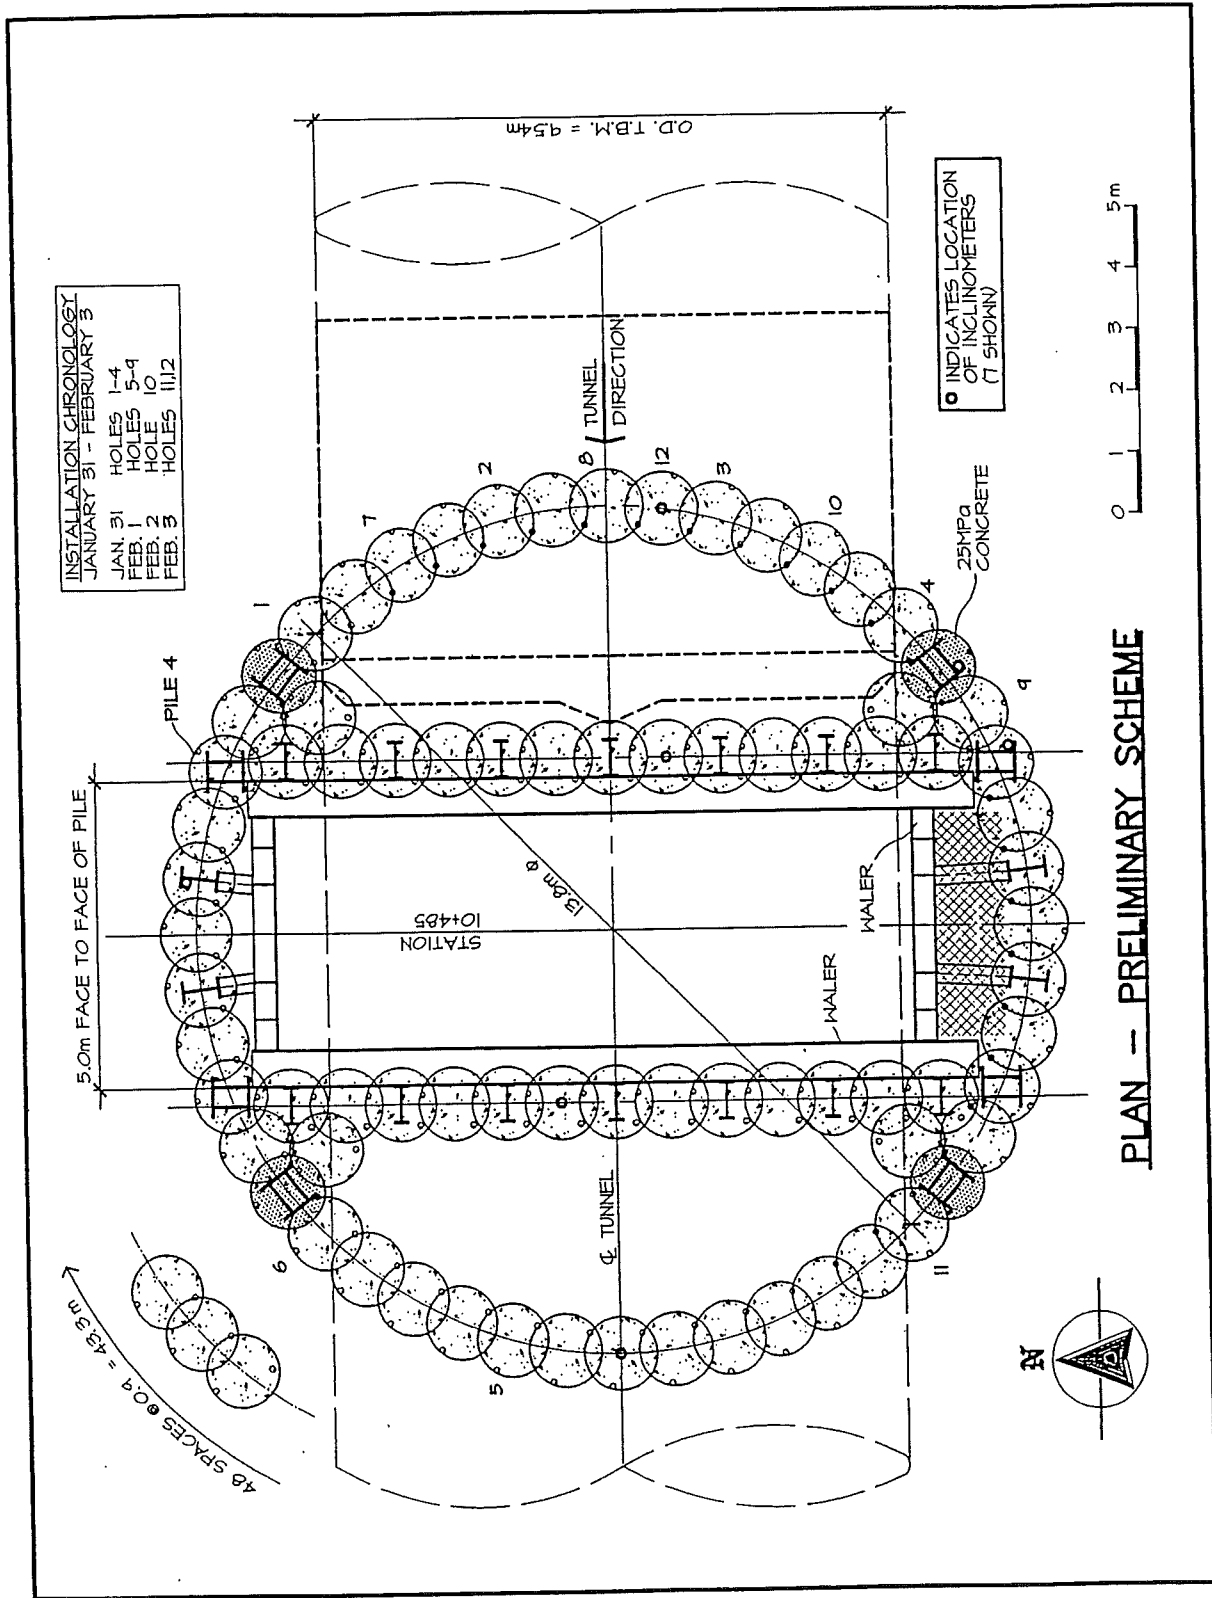 INSTALLATION CHRONOLOGY
JANUARY 31 - FEBRUARY 3
JAN. 31 HOLES 1-4
FEB. 1 HOLES 5-9
FEB. 2 HOLE 10
FEB. 3 HOLES 11,12
O.D. T.B.M. = 9.54m
5.0m FACE TO FACE OF PILE
PILE 4
1
7
2
8
12
3
10
4
9
TUNNEL
DIRECTION
INDICATES LOCATION
OF INCLINOMETERS
(7 SHOWN)
25MPa
CONCRETE
0 1 2 3 4 5m
STATION
10+485
13.8m Ø
WALER
WALER
℄ TUNNEL
6
5
11
48 SPACES @ 0.9 = 43.3m
N
PLAN — PRELIMINARY SCHEME